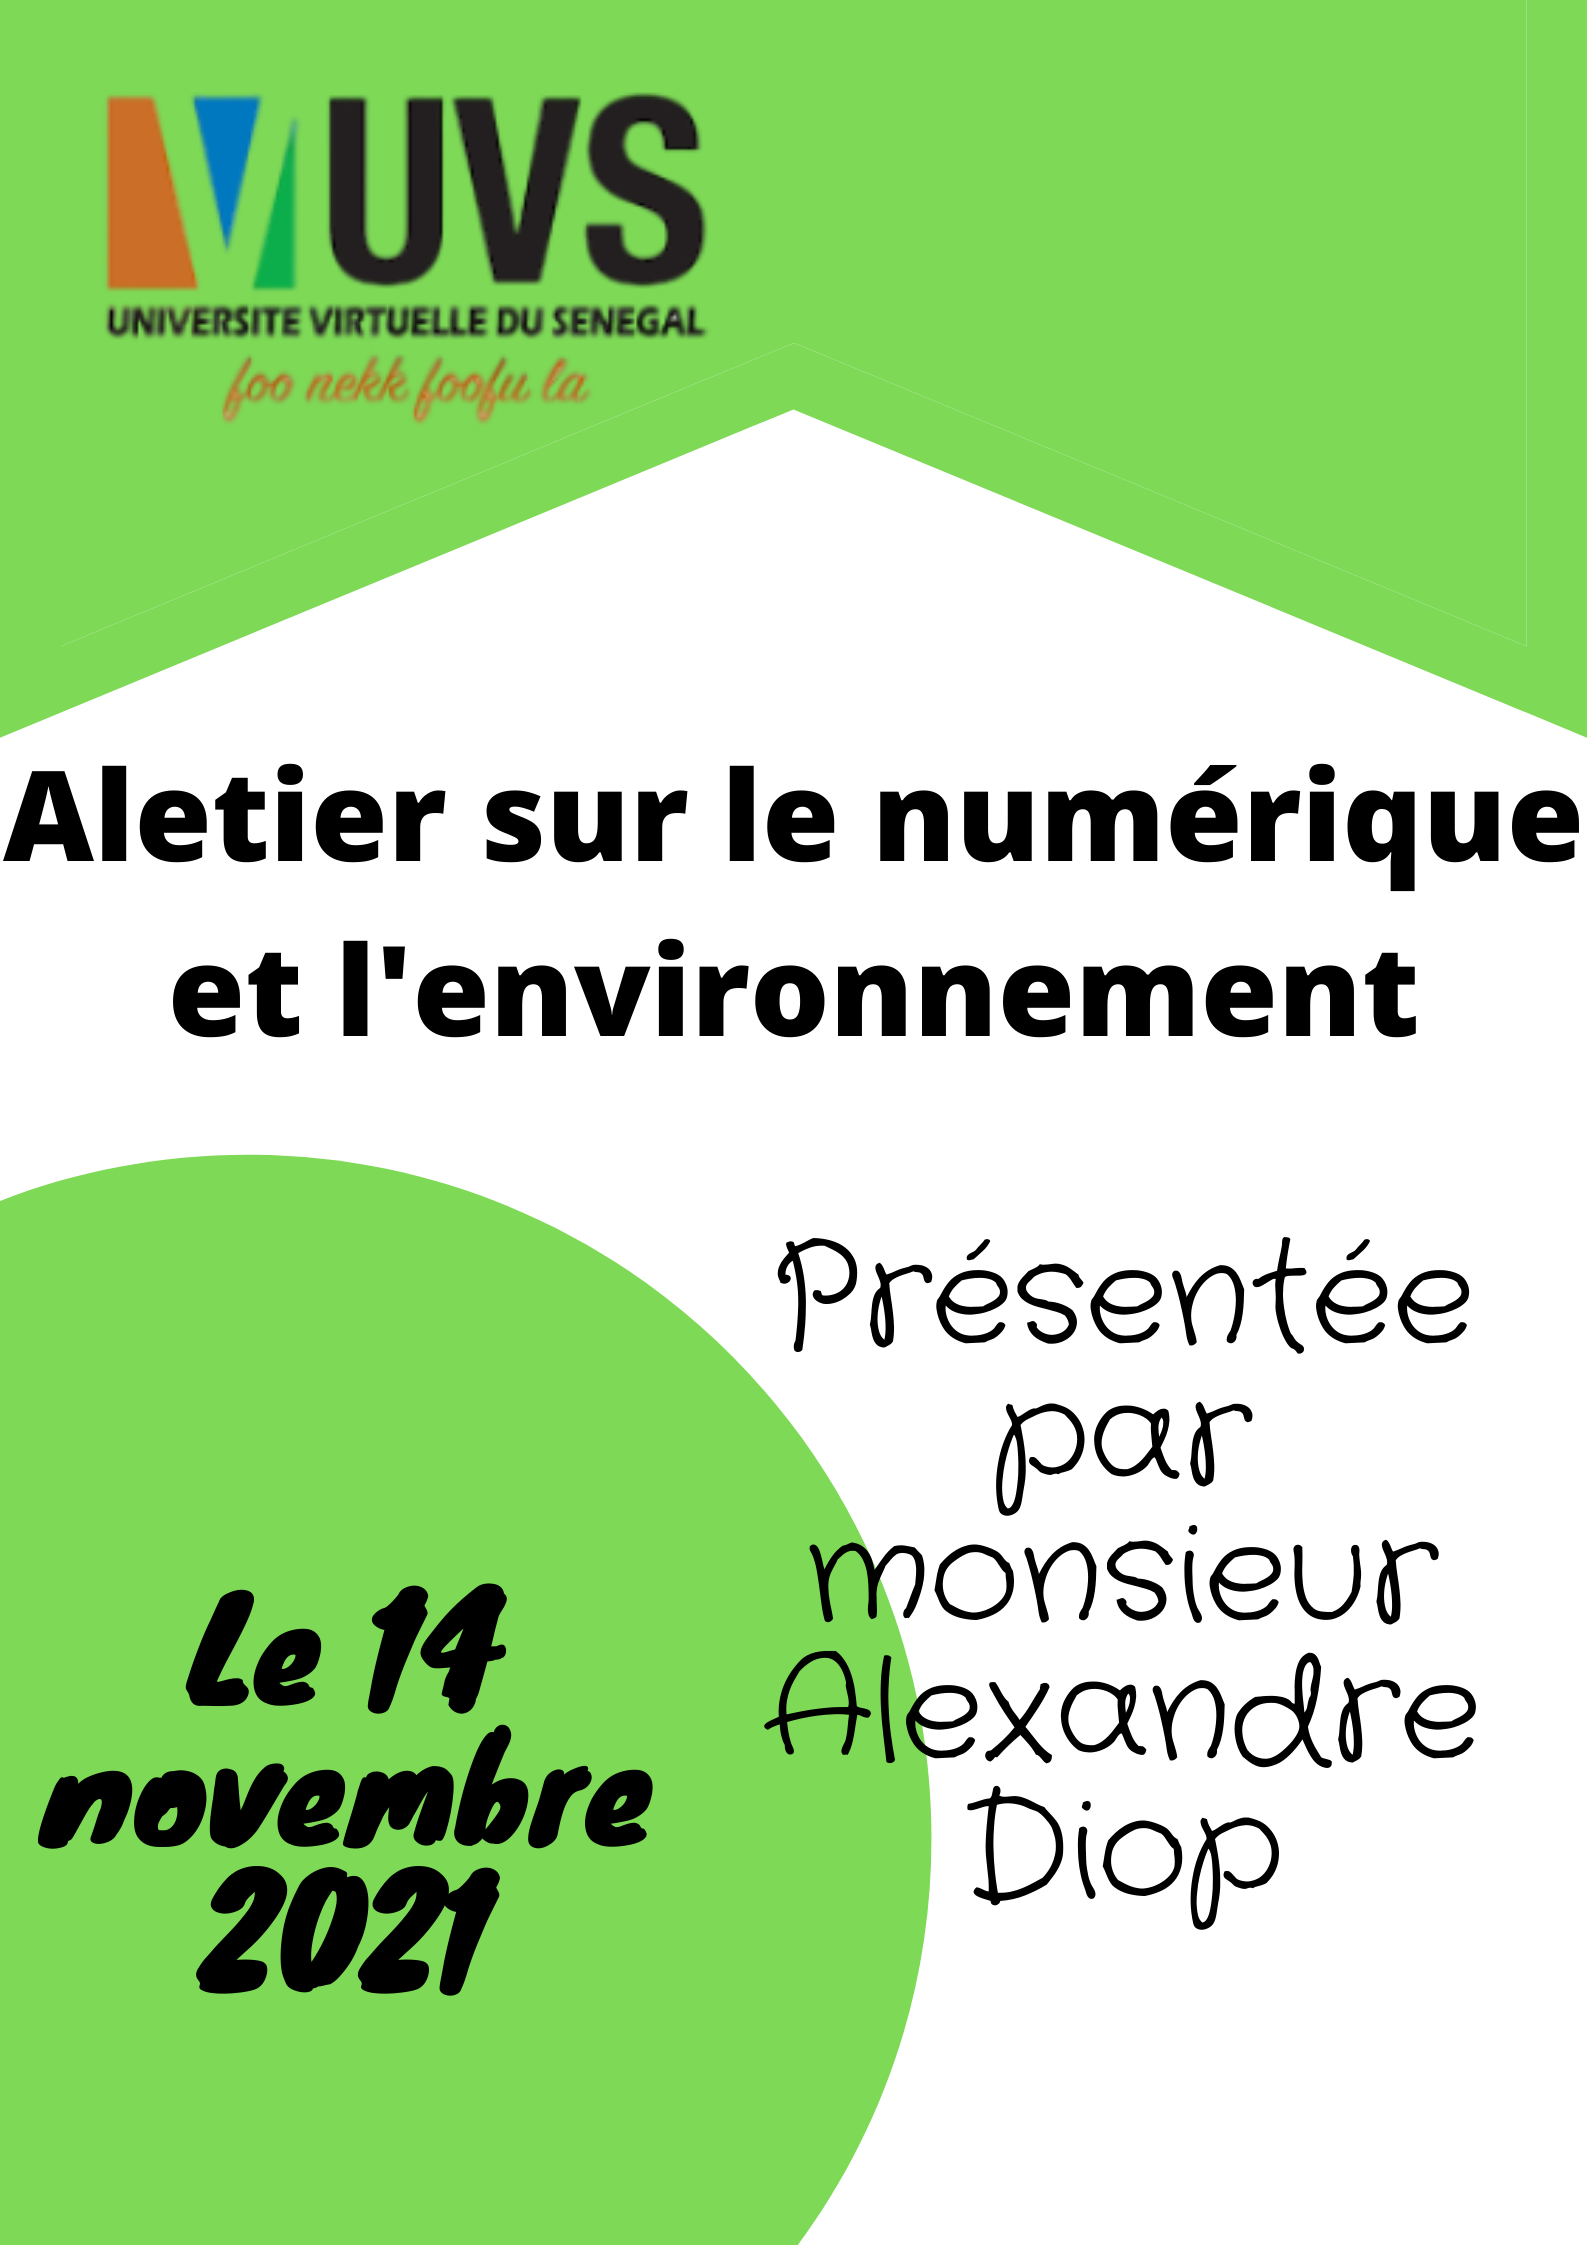 UVS
UNIVERSITE VIRTUELLE DU SENEGAL
foo nekk foofu la
Aletier sur le numérique
et l'environnement
Présentée
par
monsieur
Alexandre
Diop
Le 14
novembre
2021